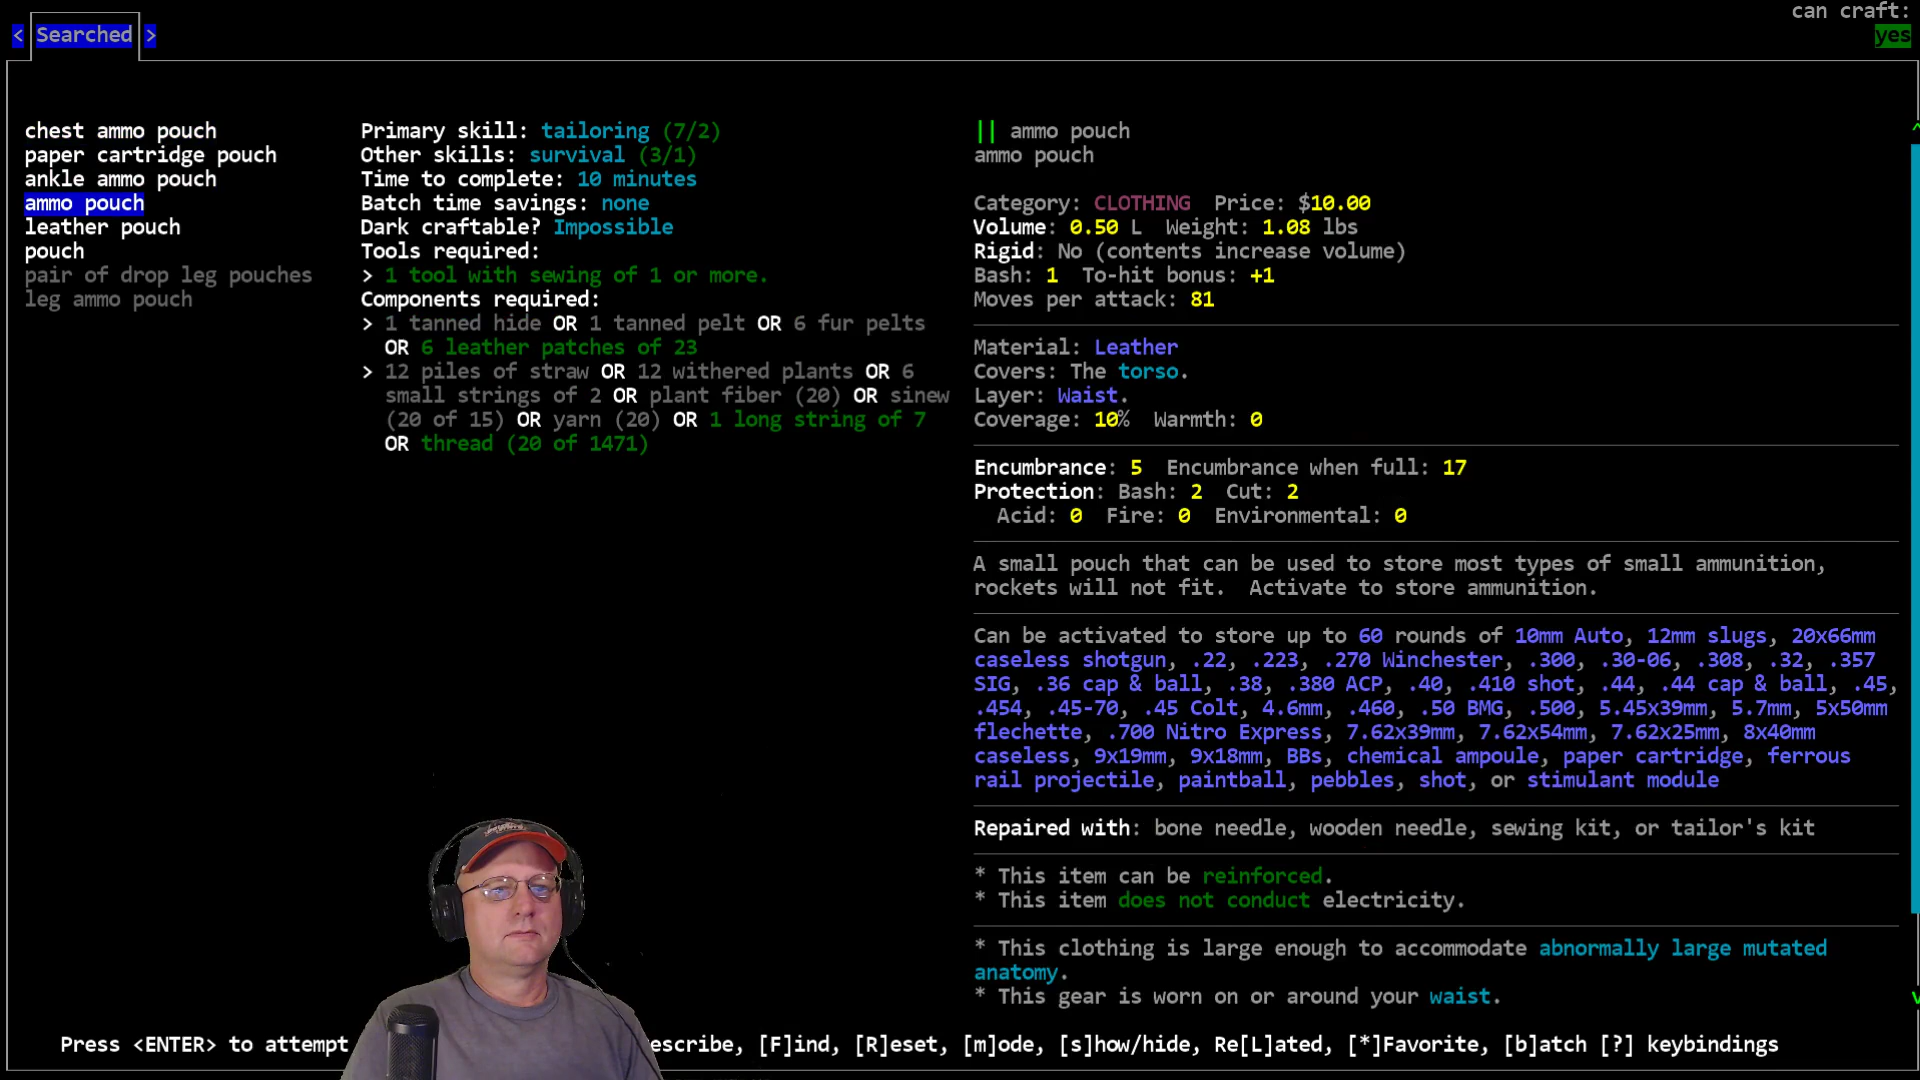 can craft:
< Searched >
yes
chest ammo pouch
paper cartridge pouch
ankle ammo pouch
ammo pouch
leather pouch
pouch
pair of drop leg pouches
leg ammo pouch
Primary skill: tailoring (7/2)
Other skills: survival (3/1)
Time to complete: 10 minutes
Batch time savings: none
Dark craftable? Impossible
Tools required:
> 1 tool with sewing of 1 or more.
Components required:
> 1 tanned hide OR 1 tanned pelt OR 6 fur pelts
OR 6 leather patches of 23
> 12 piles of straw OR 12 withered plants OR 6
small strings of 2 OR plant fiber (20) OR sinew
(20 of 15) OR yarn (20) OR 1 long string of 7
OR thread (20 of 1471)
|| ammo pouch
ammo pouch
Category: CLOTHING Price: $10.00
Volume: 0.50 L Weight: 1.08 lbs
Rigid: No (contents increase volume)
Bash: 1 To-hit bonus: +1
Moves per attack: 81
Material: Leather
Covers: The torso.
Layer: Waist.
Coverage: 10% Warmth: 0
Encumbrance: 5 Encumbrance when full: 17
Protection: Bash: 2 Cut: 2
Acid: 0 Fire: 0 Environmental: 0
A small pouch that can be used to store most types of small ammunition,
rockets will not fit. Activate to store ammunition.
Can be activated to store up to 60 rounds of 10mm Auto, 12mm slugs, 20x66mm
caseless shotgun, .22, .223, .270 Winchester, .300, .30-06, .308, .32, .357
SIG, .36 cap & ball, .38, .380 ACP, .40, .410 shot, .44, .44 cap & ball, .45,
.454, .45-70, .45 Colt, 4.6mm, .460, .50 BMG, .500, 5.45x39mm, 5.7mm, 5x50mm
flechette, .700 Nitro Express, 7.62x39mm, 7.62x54mm, 7.62x25mm, 8x40mm
caseless, 9x19mm, 9x18mm, BBs, chemical ampoule, paper cartridge, ferrous
rail projectile, paintball, pebbles, shot, or stimulant module
Repaired with: bone needle, wooden needle, sewing kit, or tailor's kit
* This item can be reinforced.
* This item does not conduct electricity.
* This clothing is large enough to accommodate abnormally large mutated
anatomy.
* This gear is worn on or around your waist.
Press <ENTER> to attempt escribe, [F]ind, [R]eset, [m]ode, [s]how/hide, Re[L]ated, [*]Favorite, [b]atch [?] keybindings